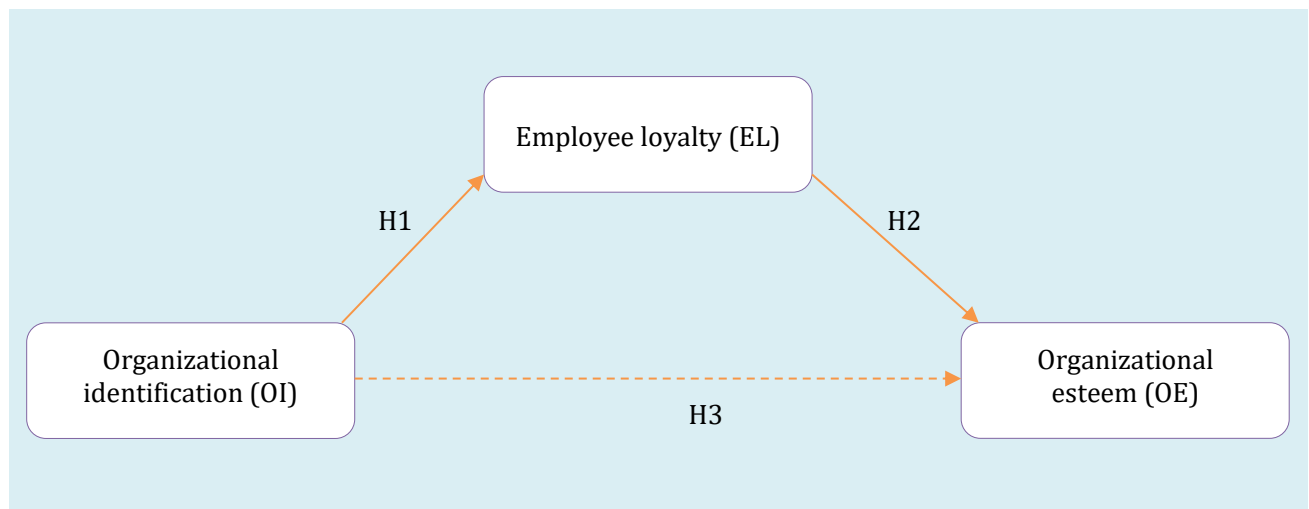 Employee loyalty (EL)
H1
H2
Organizational
identification (OI)
Organizational
esteem (OE)
H3